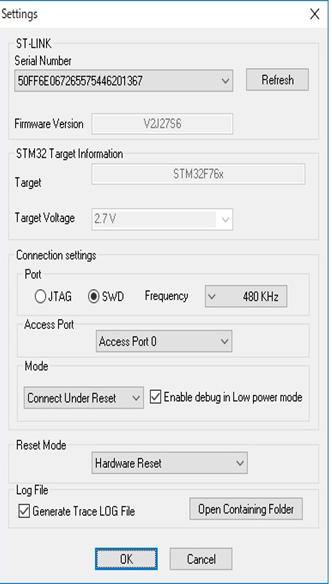 Settings X
ST-LINK
Serial Number
50FF6E067265575446201367
Refresh
Firmware Version V2J27S6
STM32 Target Information
Target STM32F76x
Target Voltage 2.7 V
Connection settings
Port
JTAG SWD Frequency 480 KHz
Access Port
Access Port 0
Mode
Connect Under Reset Enable debug in Low power mode
Reset Mode
Hardware Reset
Log File
Generate Trace LOG File Open Containing Folder
OK Cancel